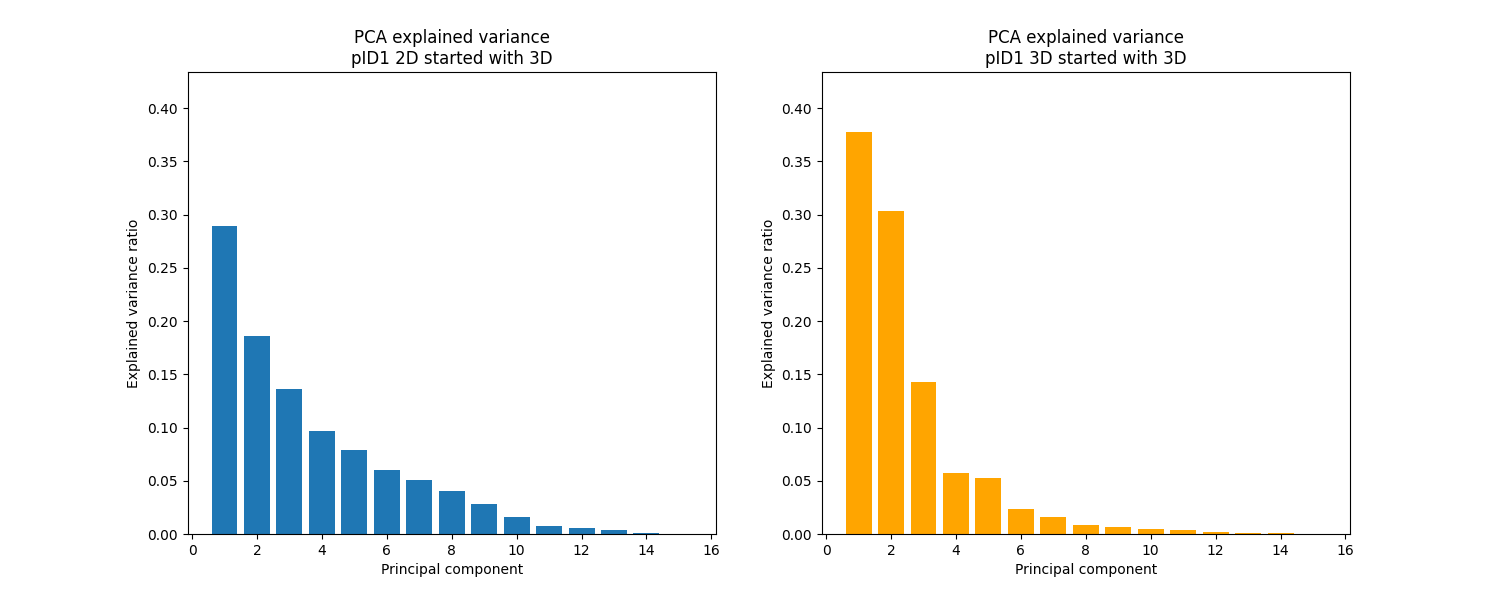 PCA explained variance
pID1 2D started with 3D
0.40
0.35
0.30
0.25
0.20
0.15
0.10
0.05
0.00
Explained variance ratio
0 2 4 6 8 10 12 14 16
Principal component
PCA explained variance
pID1 3D started with 3D
0.40
0.35
0.30
0.25
0.20
0.15
0.10
0.05
0.00
Explained variance ratio
0 2 4 6 8 10 12 14 16
Principal component